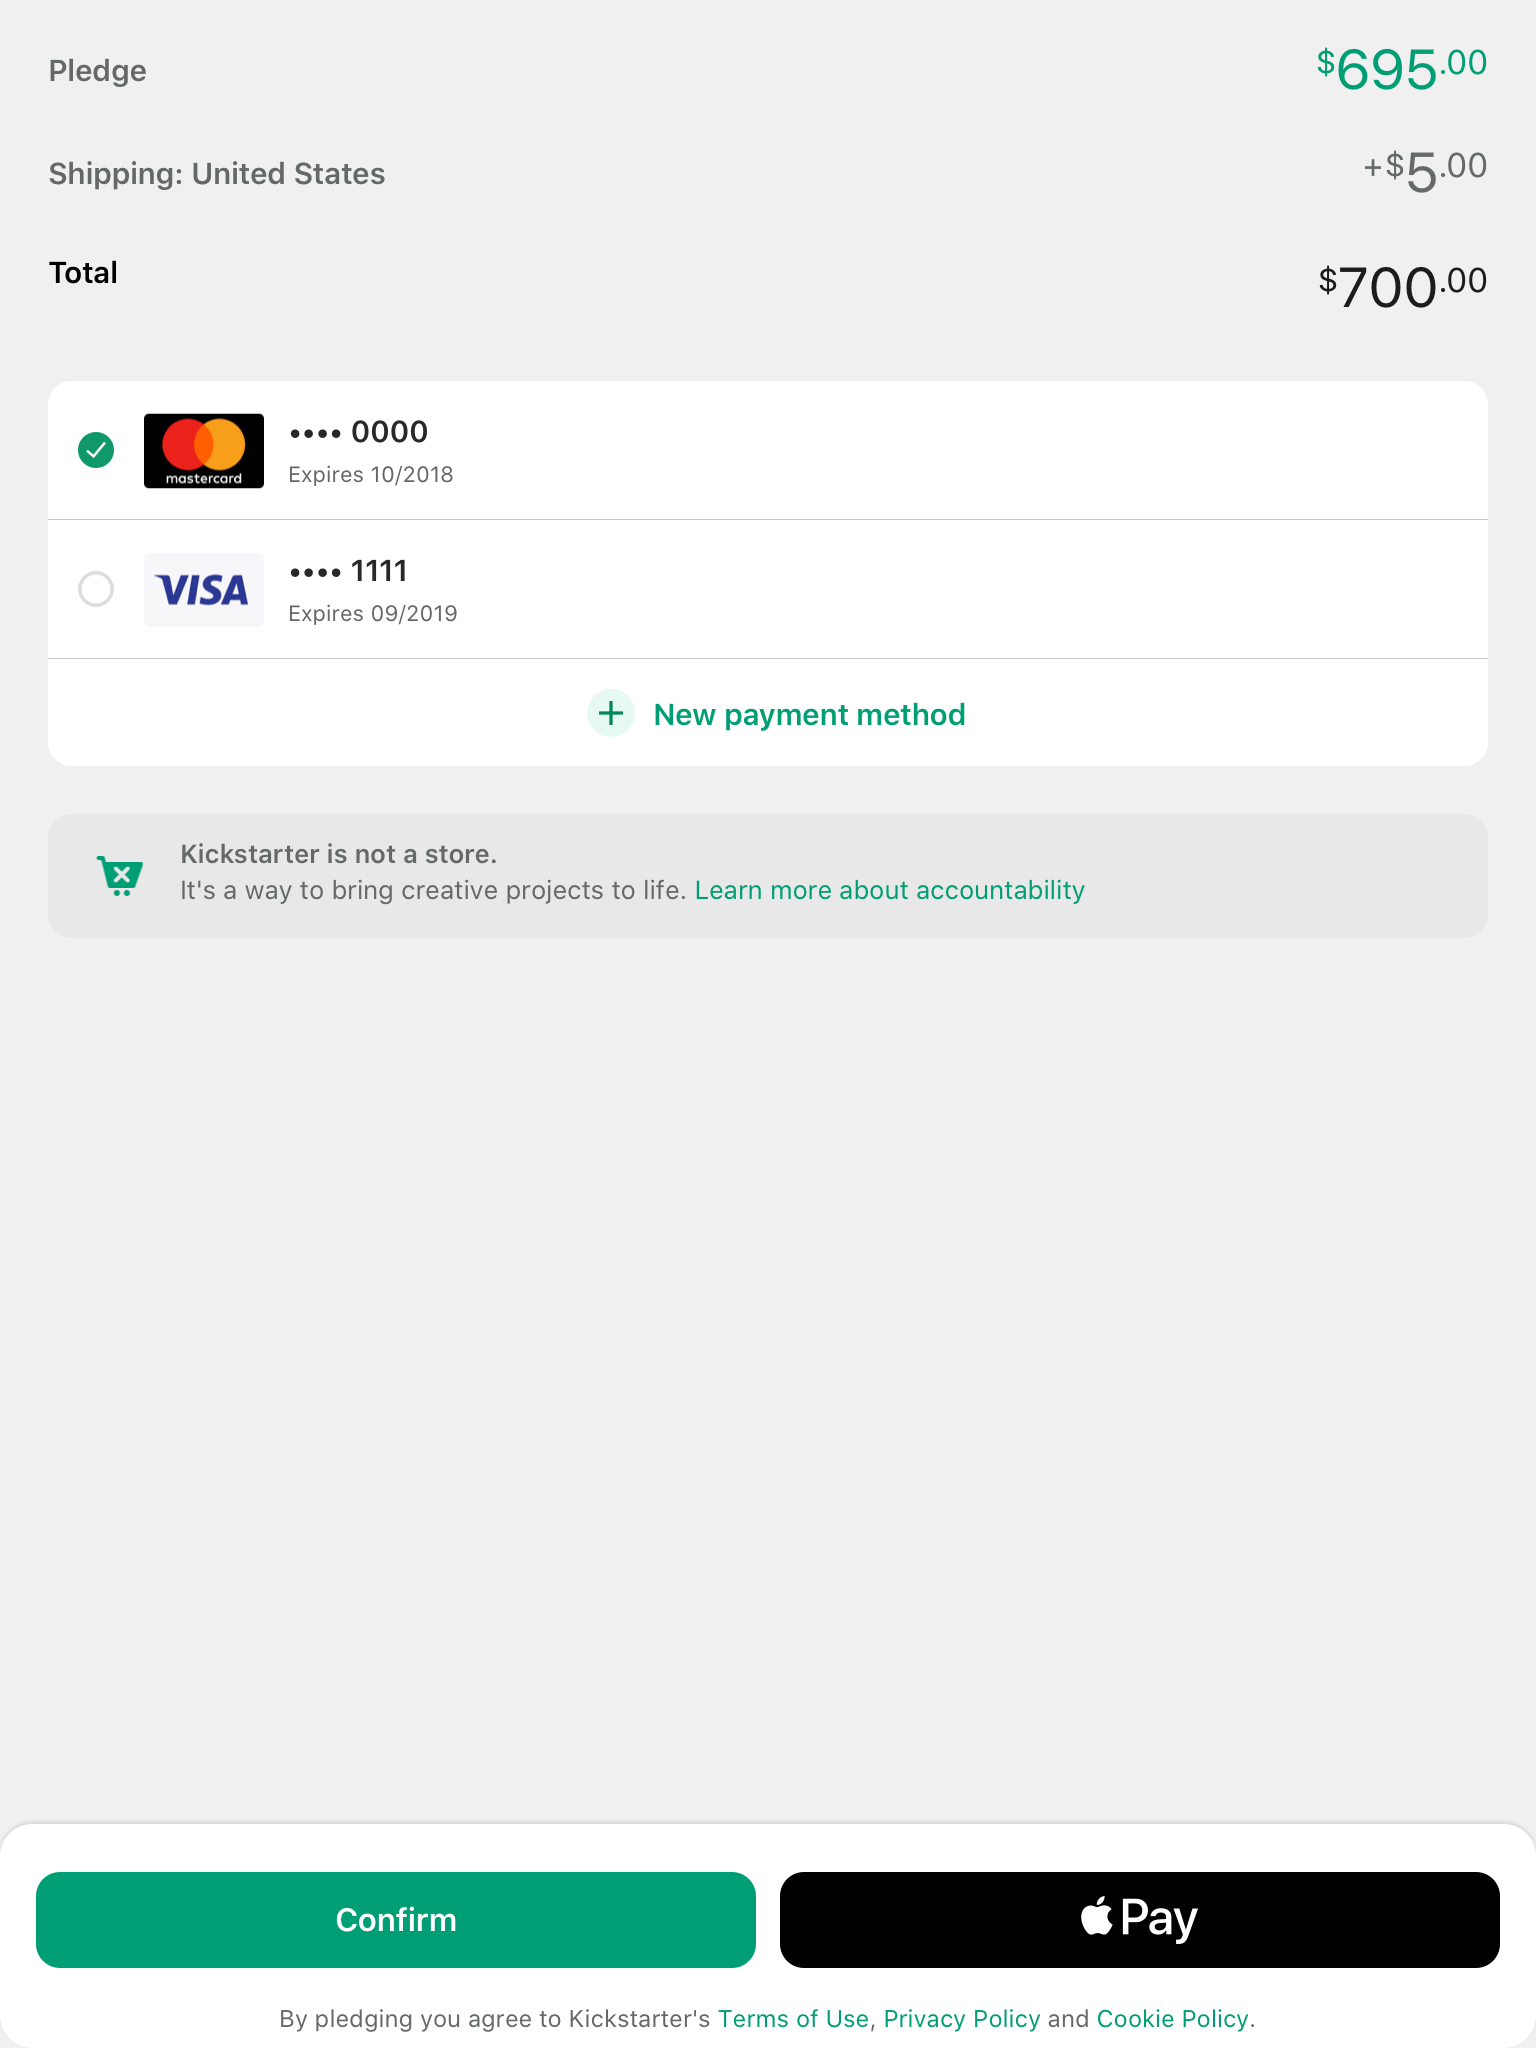 Pledge $695.00
Shipping: United States +$5.00
Total $700.00
mastercard
•••• 0000
Expires 10/2018
VISA
•••• 1111
Expires 09/2019
New payment method
Kickstarter is not a store.
It's a way to bring creative projects to life. Learn more about accountability
Confirm
Pay
By pledging you agree to Kickstarter's Terms of Use, Privacy Policy and Cookie Policy.